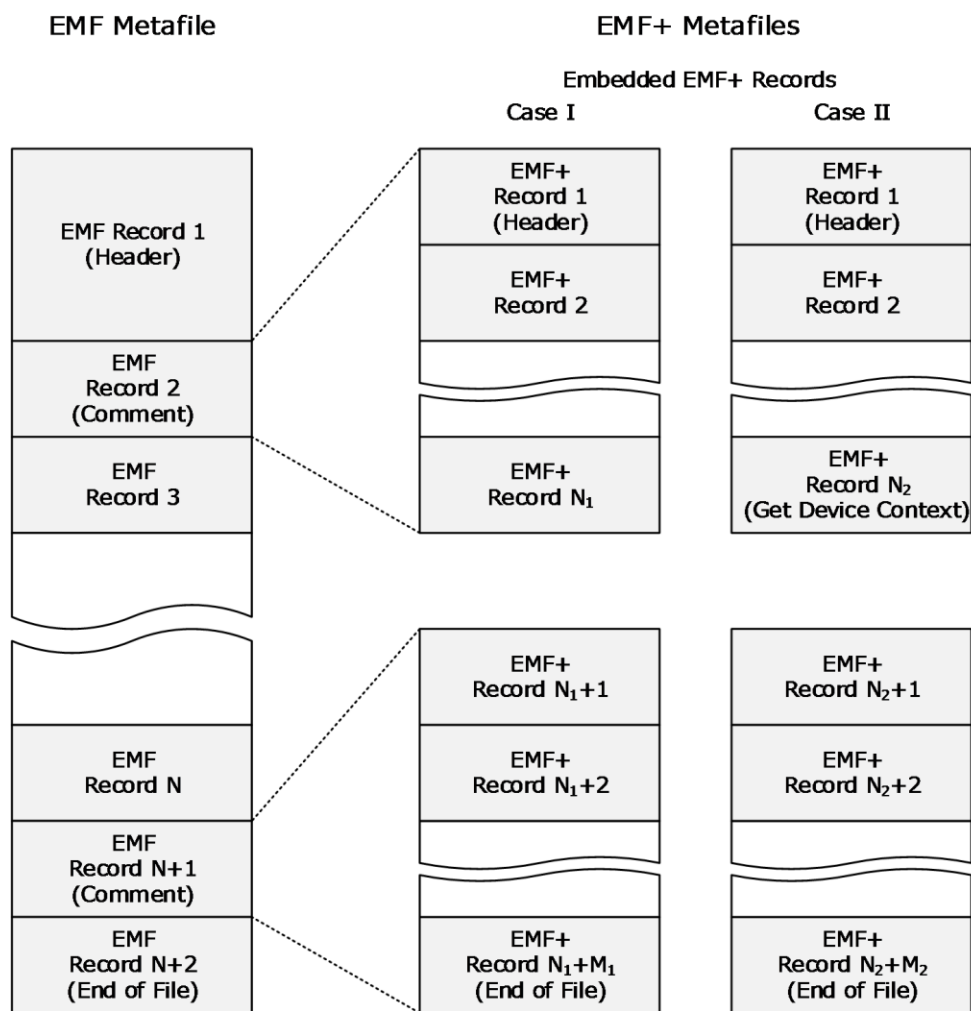 EMF Metafile
EMF+ Metafiles
Embedded EMF+ Records
Case I
Case II
EMF Record 1
(Header)
EMF
Record 2
(Comment)
EMF
Record 3
EMF
Record N
EMF
Record N+1
(Comment)
EMF
Record N+2
(End of File)
EMF+
Record 1
(Header)
EMF+
Record 2
EMF+
Record N₁
EMF+
Record N₁+1
EMF+
Record N₁+2
EMF+
Record N₁+M₁
(End of File)
EMF+
Record 1
(Header)
EMF+
Record 2
EMF+
Record N₂
(Get Device Context)
EMF+
Record N₂+1
EMF+
Record N₂+2
EMF+
Record N₂+M₂
(End of File)